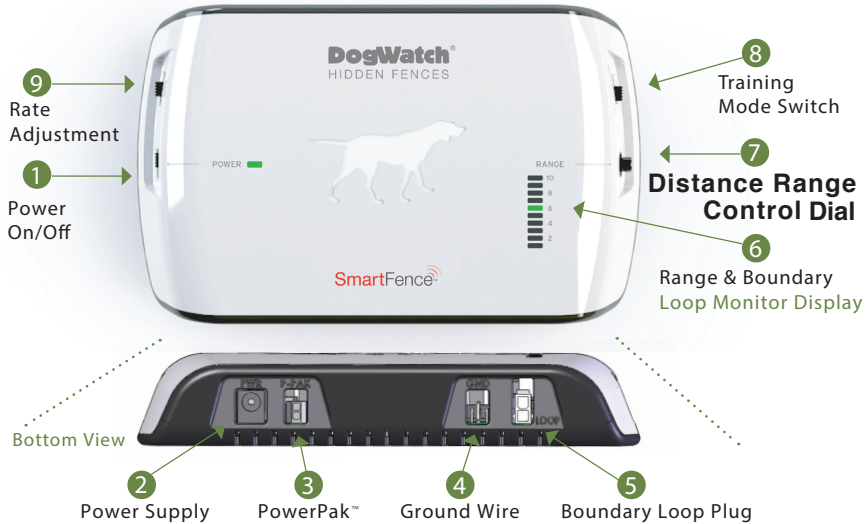 DogWatch®
HIDDEN FENCES
9
Rate
Adjustment
1
Power
On/Off
POWER
RANGE
10
8
6
4
2
8
Training
Mode Switch
7
Distance Range
Control Dial
6
Range & Boundary
Loop Monitor Display
SmartFence™
Bottom View
PWR
P-PAK
GND
LOOP
2
Power Supply
3
PowerPak™
4
Ground Wire
5
Boundary Loop Plug